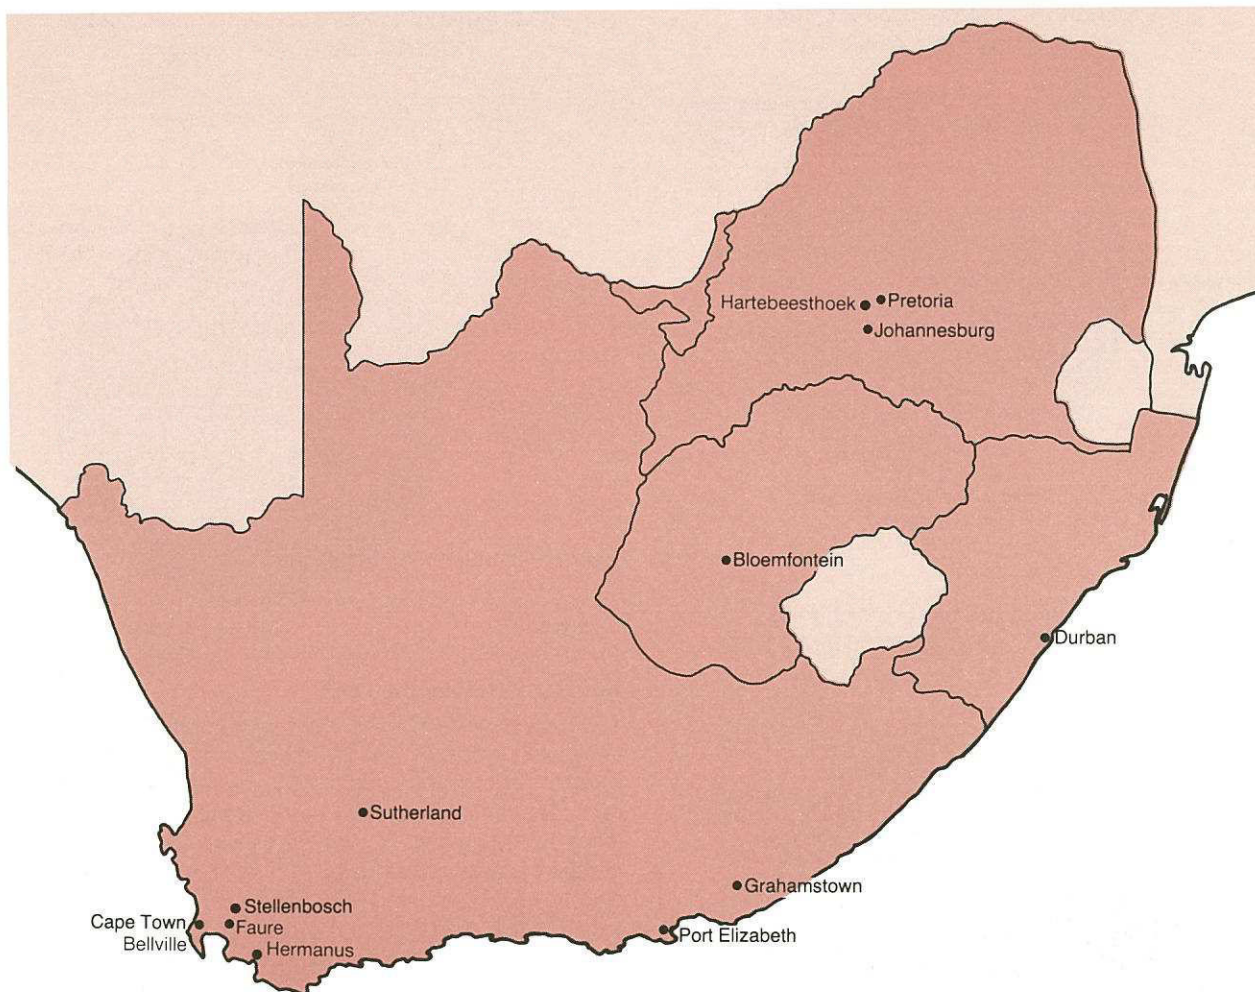 Hartebeesthoek
Pretoria
Johannesburg
Bloemfontein
Durban
Sutherland
Grahamstown
Stellenbosch
Cape Town
Faure
Port Elizabeth
Bellville
Hermanus